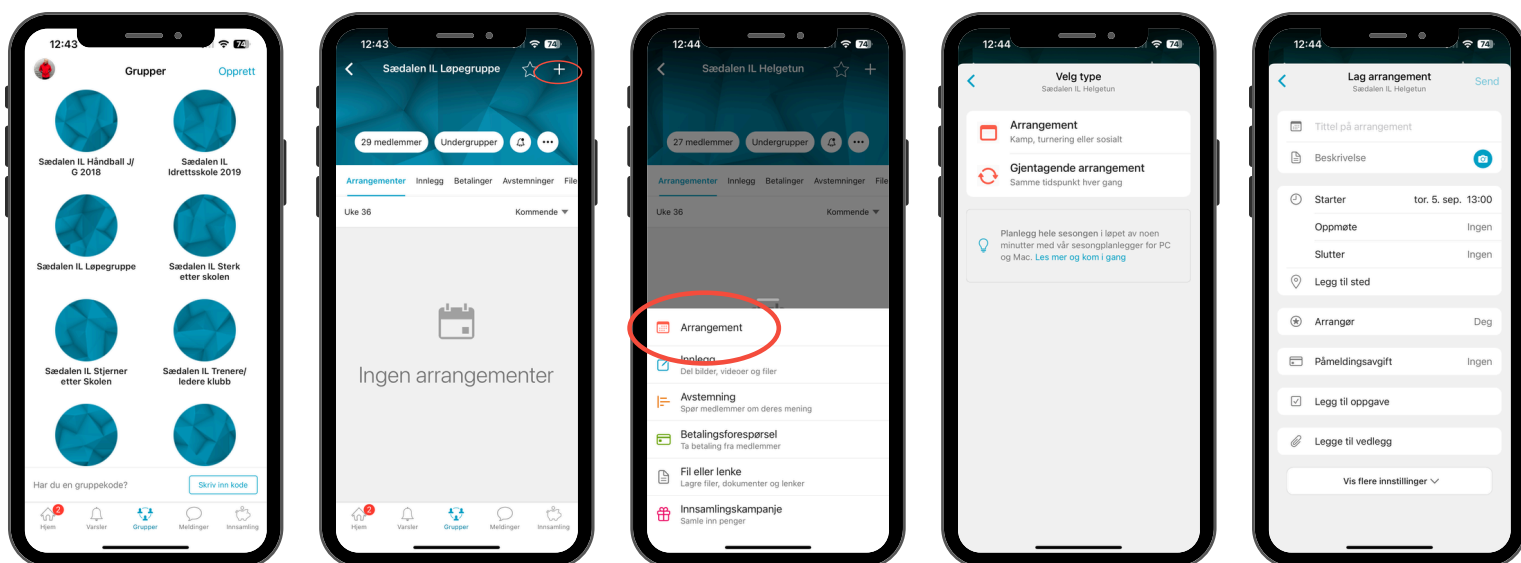 12:43
74
Grupper
Opprett
Sædalen IL Håndball J/
G 2018
Sædalen IL
Idrettsskole 2019
Sædalen IL Løpegruppe
Sædalen IL Sterk
etter skolen
Sædalen IL Stjerner
etter Skolen
Sædalen IL Trenere/
ledere klubb
Har du en gruppekode?
Skriv inn kode
2
Hjem
Varsler
Grupper
Meldinger
Innsamling
12:43
74
Sædalen IL Løpegruppe
29 medlemmer
Undergrupper
Arrangementer
Innlegg
Betalinger
Avstemninger
File
Uke 36
Kommende
Ingen arrangementer
2
Hjem
Varsler
Grupper
Meldinger
Innsamling
12:44
74
Sædalen IL Helgetun
27 medlemmer
Undergrupper
Arrangementer
Innlegg
Betalinger
Avstemninger
File
Uke 36
Kommende
Arrangement
Innlegg
Del bilder, videoer og filer
Avstemning
Spør medlemmer om deres mening
Betalingsforespørsel
Ta betaling fra medlemmer
Fil eller lenke
Lagre filer, dokumenter og lenker
Innsamlingskampanje
Samle inn penger
12:44
74
Velg type
Sædalen IL Helgetun
Arrangement
Kamp, turnering eller sosialt
Gjentagende arrangement
Samme tidspunkt hver gang
Planlegg hele sesongen i løpet av noen
minutter med vår sesongplanlegger for PC
og Mac. Les mer og kom i gang
12:44
74
Lag arrangement
Sædalen IL Helgetun
Send
Tittel på arrangement
Beskrivelse
Starter
tor. 5. sep. 13:00
Oppmøte
Ingen
Slutter
Ingen
Legg til sted
Arrangør
Deg
Påmeldingsavgift
Ingen
Legg til oppgave
Legge til vedlegg
Vis flere innstillinger